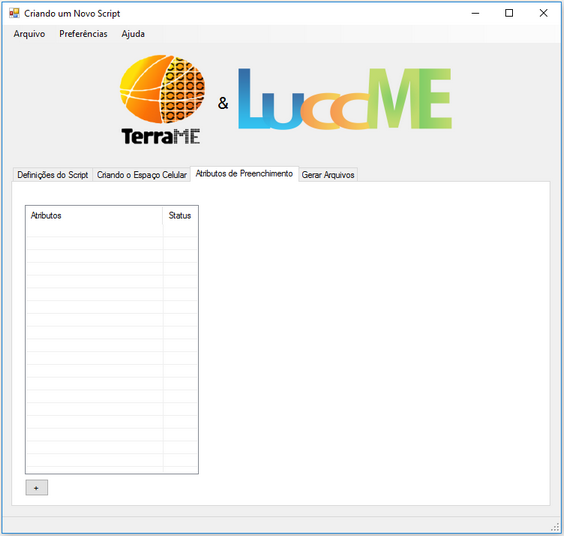 Criando um Novo Script
Arquivo Preferências Ajuda
TerraME & LuccME
Definições do Script Criando o Espaço Celular Atributos de Preenchimento Gerar Arquivos
Atributos Status
+